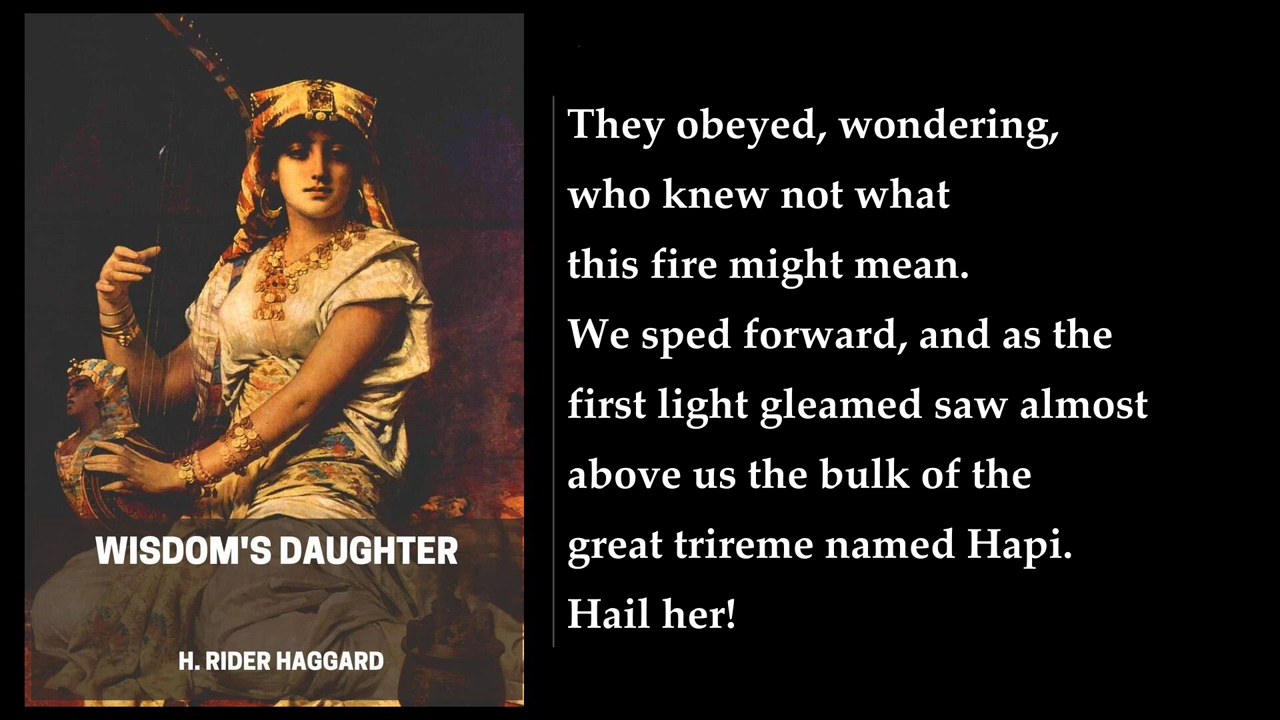 WISDOM'S DAUGHTER
H. RIDER HAGGARD
They obeyed, wondering,
who knew not what
this fire might mean.
We sped forward, and as the
first light gleamed saw almost
above us the bulk of the
great trireme named Hapi.
Hail her!